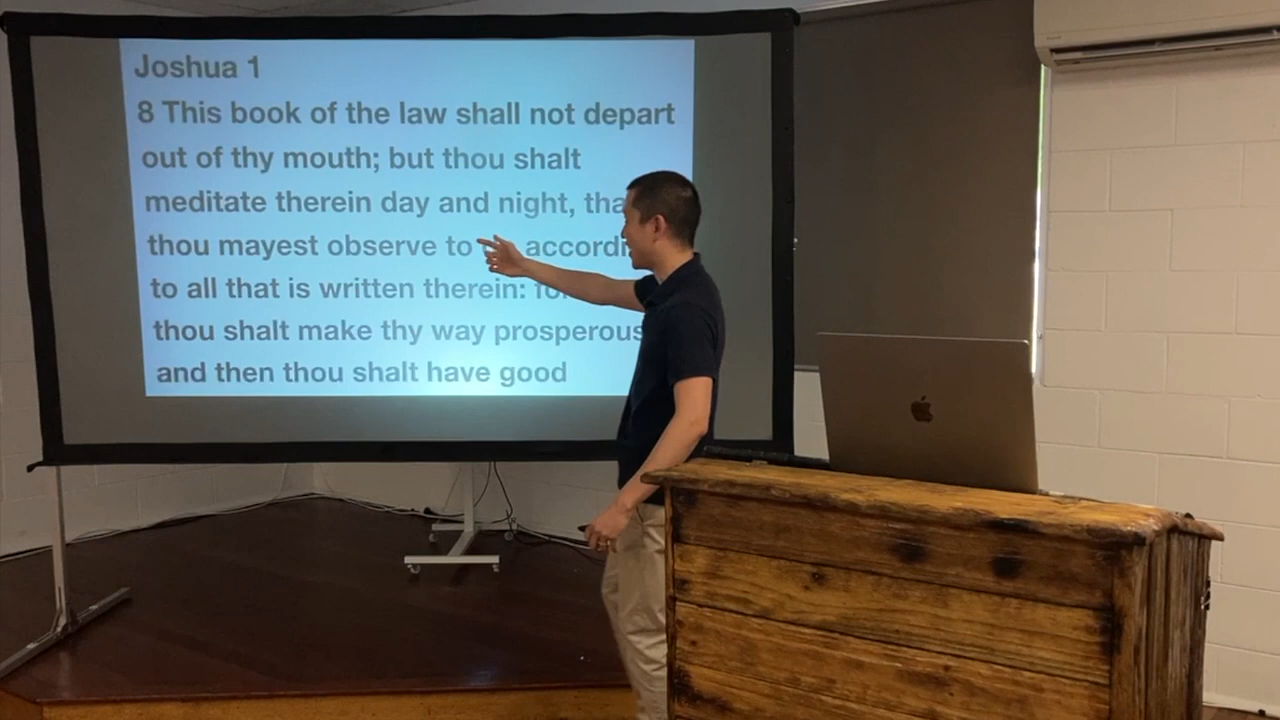 Joshua 1
8 This book of the law shall not depart
out of thy mouth; but thou shalt
meditate therein day and night,
thou mayest observe to
to all that is written therein:
thou shalt make thy way prosperous
and then thou shalt have good